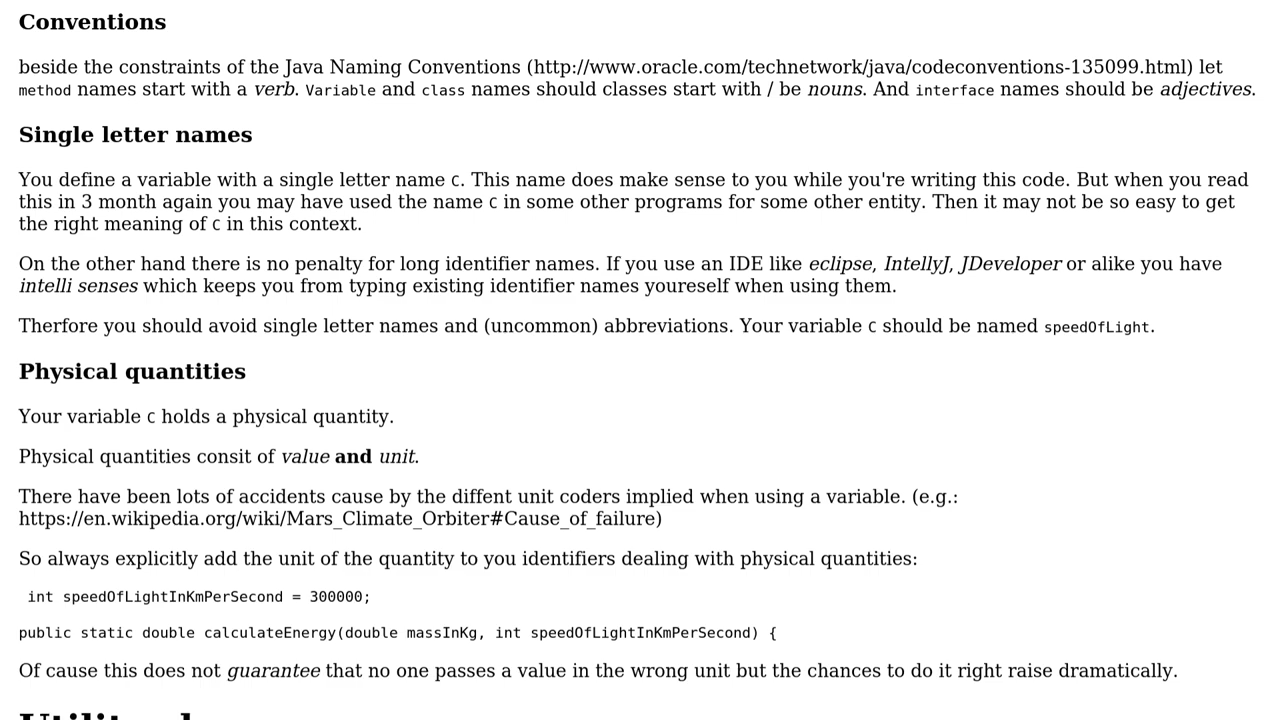 Conventions
beside the constraints of the Java Naming Conventions (http://www.oracle.com/technetwork/java/codeconventions-135099.html) let
method names start with a verb. Variable and class names should classes start with / be nouns. And interface names should be adjectives.
Single letter names
You define a variable with a single letter name c. This name does make sense to you while you're writing this code. But when you read
this in 3 month again you may have used the name c in some other programs for some other entity. Then it may not be so easy to get
the right meaning of c in this context.
On the other hand there is no penalty for long identifier names. If you use an IDE like eclipse, IntellyJ, JDeveloper or alike you have
intelli senses which keeps you from typing existing identifier names youreself when using them.
Therfore you should avoid single letter names and (uncommon) abbreviations. Your variable c should be named speedOfLight.
Physical quantities
Your variable c holds a physical quantity.
Physical quantities consit of value and unit.
There have been lots of accidents cause by the diffent unit coders implied when using a variable. (e.g.:
https://en.wikipedia.org/wiki/Mars_Climate_Orbiter#Cause_of_failure)
So always explicitly add the unit of the quantity to you identifiers dealing with physical quantities:
int speedOfLightInKmPerSecond = 300000;
public static double calculateEnergy(double massInKg, int speedOfLightInKmPerSecond) {
Of cause this does not guarantee that no one passes a value in the wrong unit but the chances to do it right raise dramatically.